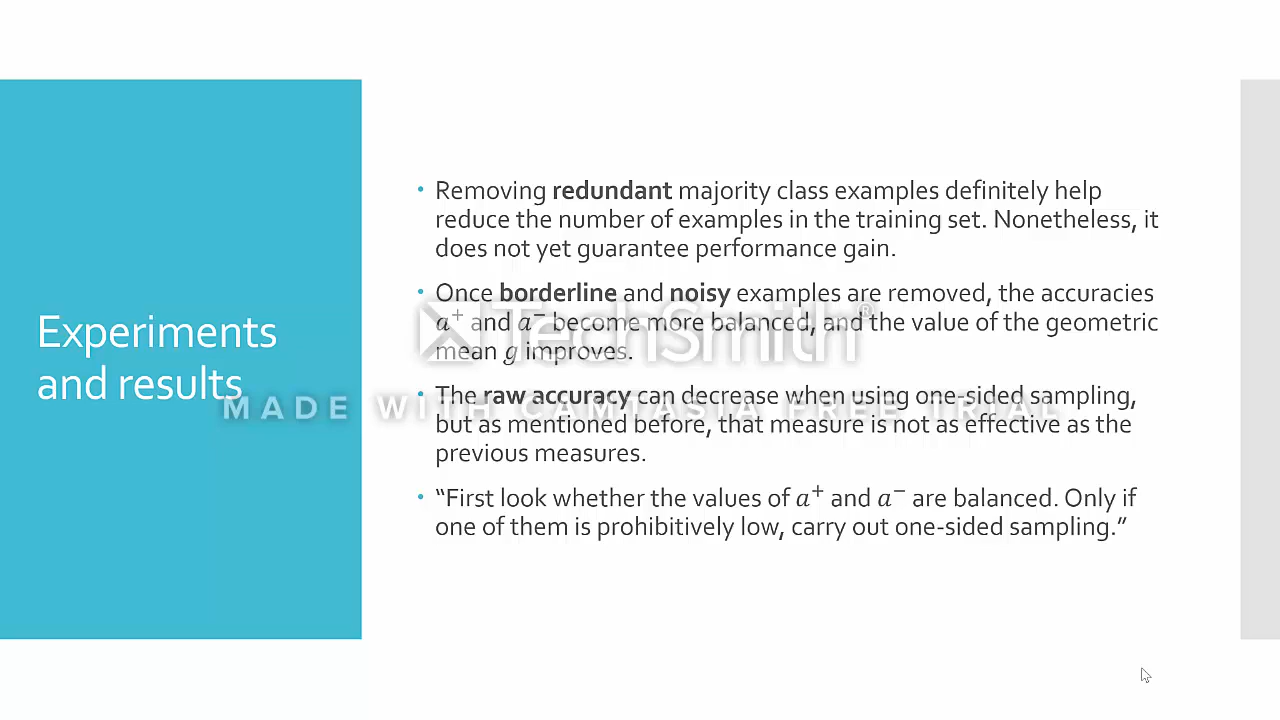 Experiments
and results
• Removing redundant majority class examples definitely help
reduce the number of examples in the training set. Nonetheless, it
does not yet guarantee performance gain.
• Once borderline and noisy examples are removed, the accuracies
a⁺ and a⁻ become more balanced, and the value of the geometric
mean g improves.
• The raw accuracy can decrease when using one-sided sampling,
but as mentioned before, that measure is not as effective as the
previous measures.
• “First look whether the values of a⁺ and a⁻ are balanced. Only if
one of them is prohibitively low, carry out one-sided sampling.”
TechSmith®
MADE WITH CAMTASIA FREE TRIAL